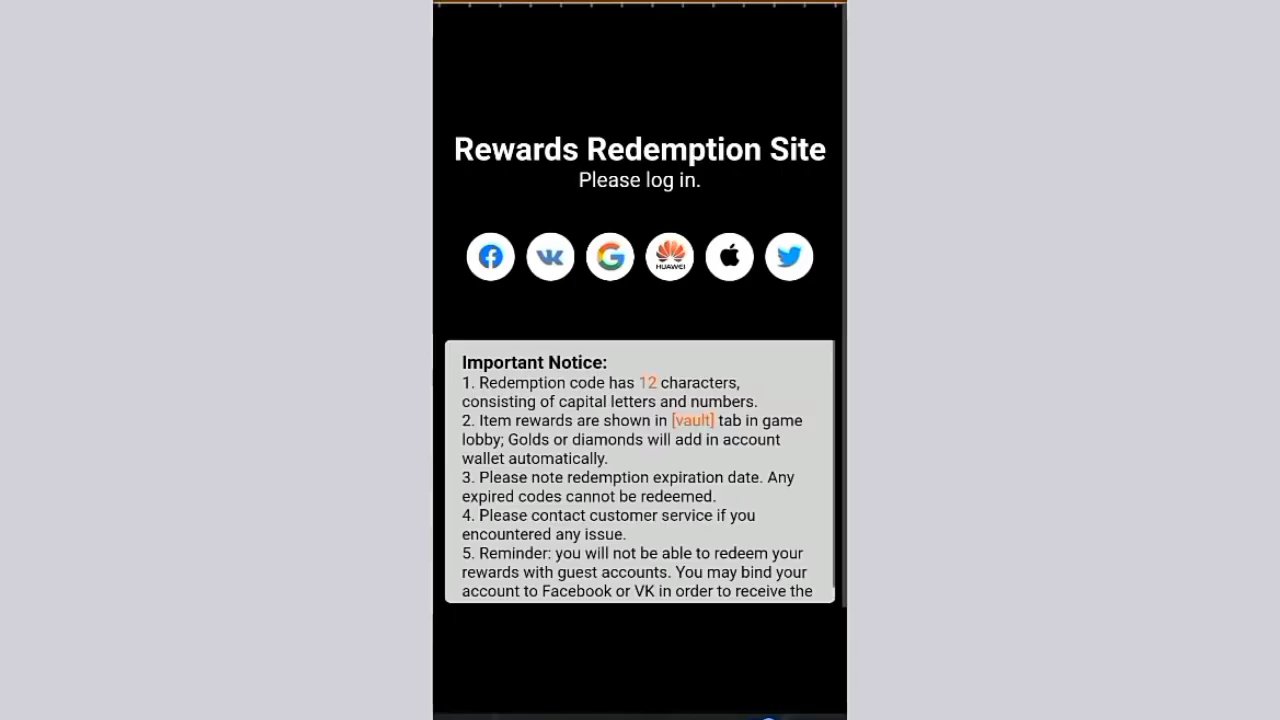 Rewards Redemption Site
Please log in.
HUAWEI
Important Notice:
1. Redemption code has 12 characters,
consisting of capital letters and numbers.
2. Item rewards are shown in [vault] tab in game
lobby; Golds or diamonds will add in account
wallet automatically.
3. Please note redemption expiration date. Any
expired codes cannot be redeemed.
4. Please contact customer service if you
encountered any issue.
5. Reminder: you will not be able to redeem your
rewards with guest accounts. You may bind your
account to Facebook or VK in order to receive the